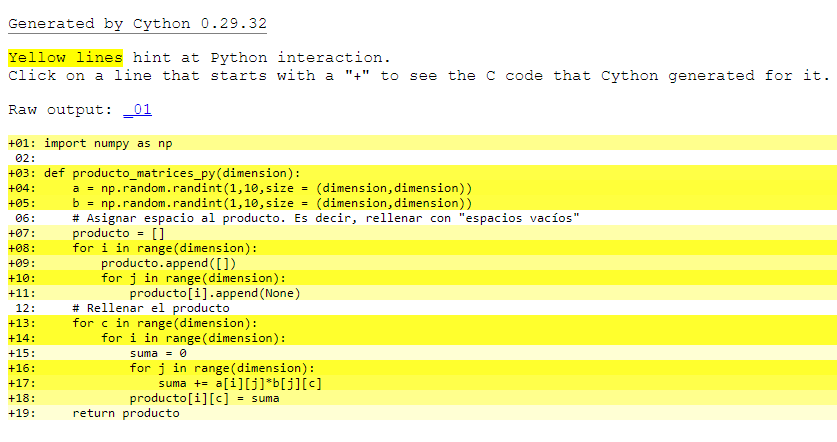 Generated by Cython 0.29.32
Yellow lines hint at Python interaction.
Click on a line that starts with a "+" to see the C code that Cython generated for it.
Raw output: _01
+01: import numpy as np
 02:
+03: def producto_matrices_py(dimension):
+04:     a = np.random.randint(1,10,size = (dimension,dimension))
+05:     b = np.random.randint(1,10,size = (dimension,dimension))
 06:     # Asignar espacio al producto. Es decir, rellenar con "espacios vacíos"
+07:     producto = []
+08:     for i in range(dimension):
+09:         producto.append([])
+10:         for j in range(dimension):
+11:             producto[i].append(None)
 12:     # Rellenar el producto
+13:     for c in range(dimension):
+14:         for i in range(dimension):
+15:             suma = 0
+16:             for j in range(dimension):
+17:                 suma += a[i][j]*b[j][c]
+18:             producto[i][c] = suma
+19:     return producto